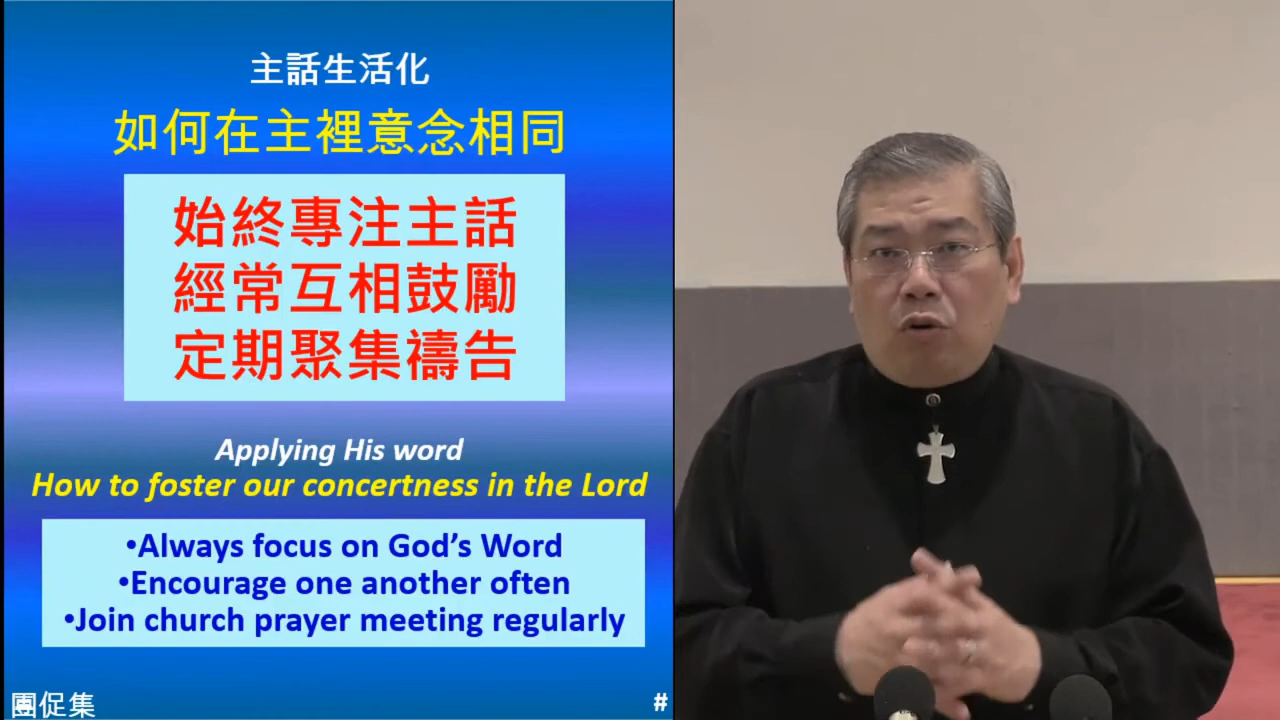 主話生活化
如何在主裡意念相同
始終專注主話
經常互相鼓勵
定期聚集禱告
Applying His word
How to foster our concertness in the Lord
•Always focus on God's Word
•Encourage one another often
•Join church prayer meeting regularly
團促集
#